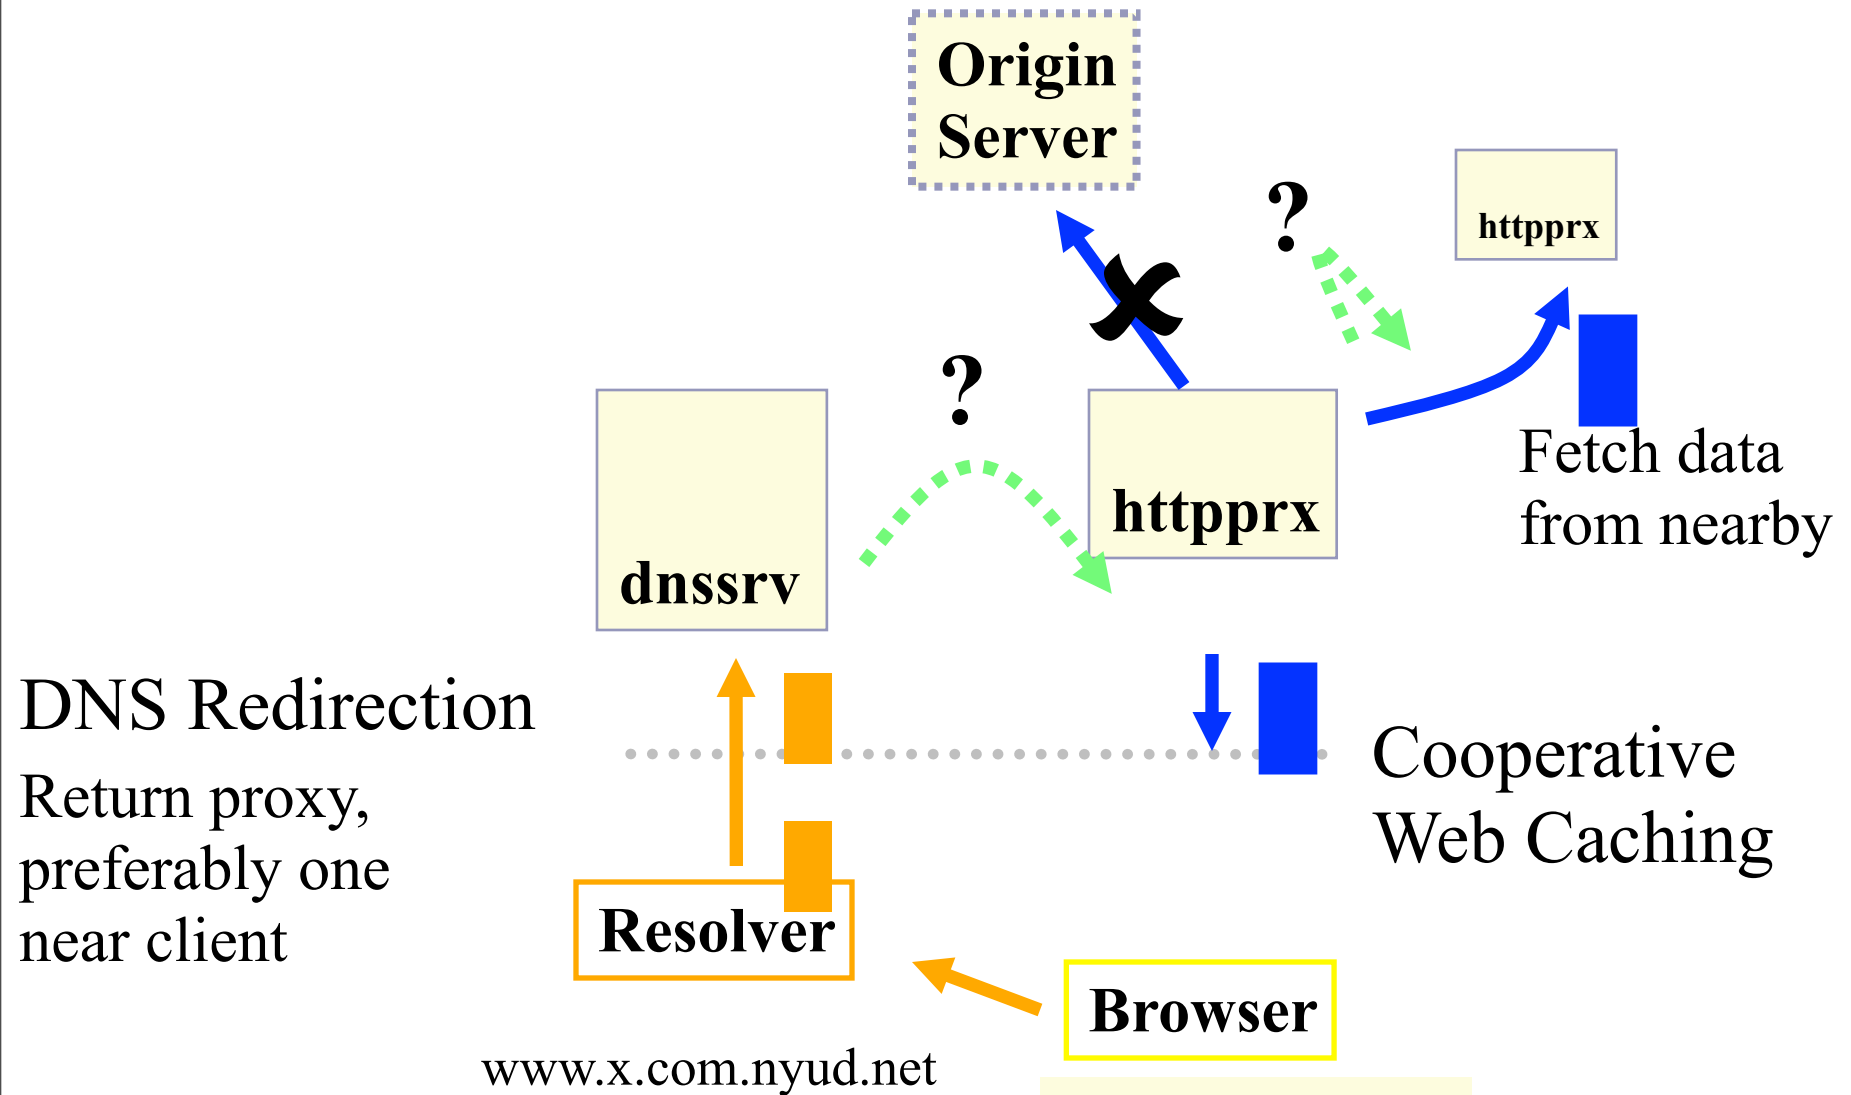 Origin
Server
?
httpprx
?
httpprx
Fetch data
from nearby
dnssrv
DNS Redirection
Return proxy,
preferably one
near client
Cooperative
Web Caching
Resolver
Browser
www.x.com.nyud.net